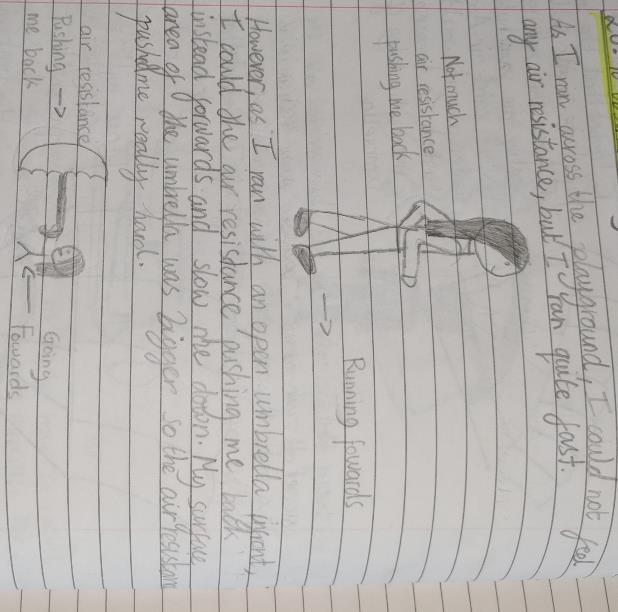 As I ran across the playground, I could not feel
any air resistance, but I ran quite fast.
Not much
air resistance
pushing me back
Running fowards
However, as I ran with an open umbrella infront,
I could the air resistance pushing me back
instead forwards and slow me down. My surface
area of the umbrella was bigger so the air resistan
me really hard.
air resistance
Pushing
me back
Going
Fowards